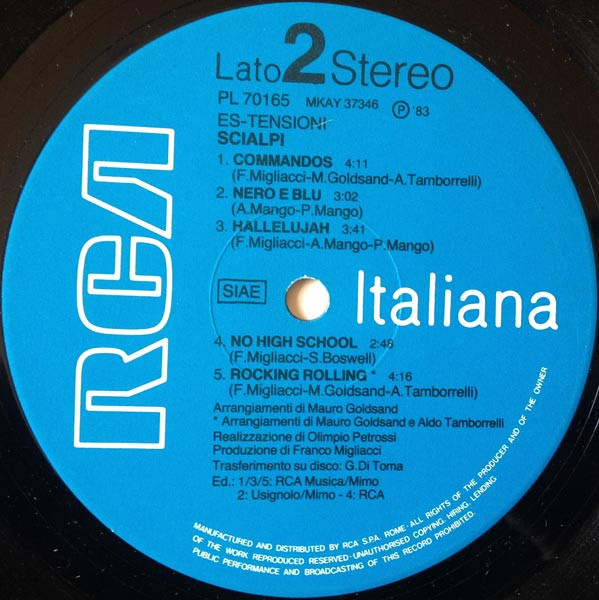 Lato 2 Stereo
PL 70165 MKAY 37346 Ⓟ '83
ES-TENSIONI
SCIALPI
1. COMMANDOS 4:11
(F.Migliacci-M.Goldsand-A.Tamborrelli)
2. NERO E BLU 3:02
(A.Mango-P.Mango)
3. HALLELUJAH 3:41
(F.Migliacci-A.Mango-P.Mango)
SIAE
RCA
Italiana
4. NO HIGH SCHOOL 2:48
(F.Migliacci-S.Boswell)
5. ROCKING ROLLING * 4:16
(F.Migliacci-M.Goldsand-A.Tamborrelli)
Arrangiamenti di Mauro Goldsand
* Arrangiamenti di Mauro Goldsand e Aldo Tamborrelli
Realizzazione di Olimpio Petrossi
Produzione di Franco Migliacci
Trasferimento su disco: G.Di Toma
Ed.: 1/3/5: RCA Musica/Mimo
2: Usignolo/Mimo - 4: RCA
MANUFACTURED AND DISTRIBUTED BY RCA S.P.A. ROME · ALL RIGHTS OF THE PRODUCER AND OF THE OWNER
OF THE WORK REPRODUCED RESERVED · UNAUTHORISED COPYING, HIRING, LENDING
PUBLIC PERFORMANCE AND BROADCASTING OF THIS RECORD PROHIBITED.